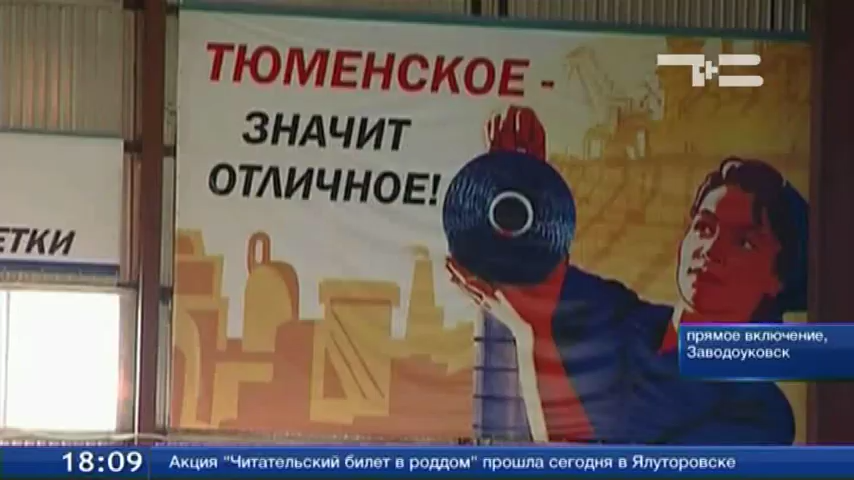 ТЮМЕНСКОЕ -
ЗНАЧИТ
ОТЛИЧНОЕ!
ЕТКИ
Т+В
прямое включение,
Заводоуковск
18:09 Акция "Читательский билет в роддом" прошла сегодня в Ялуторовске